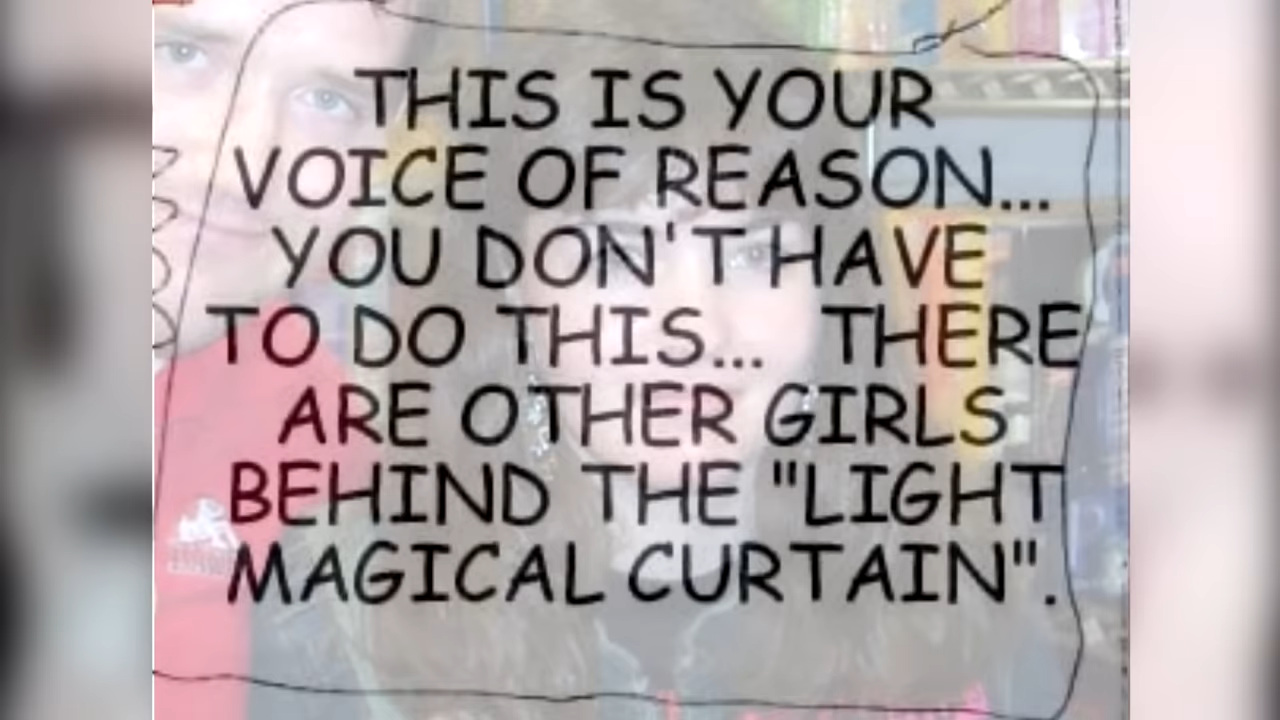 THIS IS YOUR
VOICE OF REASON...
YOU DON'T HAVE
TO DO THIS... THERE
ARE OTHER GIRLS
BEHIND THE "LIGHT
MAGICAL CURTAIN".